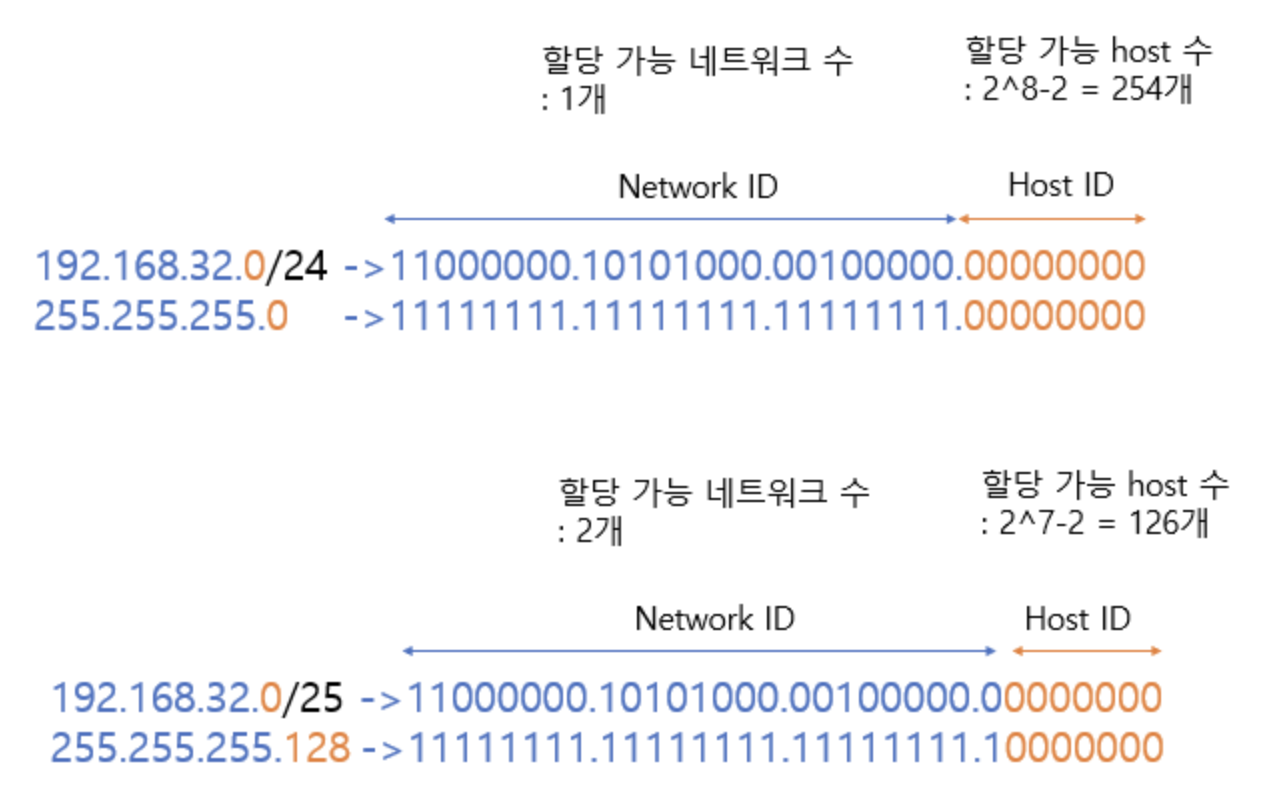 할당 가능 네트워크 수
: 1개
할당 가능 host 수
: 2^8-2 = 254개
Network ID
Host ID
192.168.32.0/24 ->11000000.10101000.00100000.00000000
255.255.255.0 ->11111111.11111111.11111111.00000000
할당 가능 네트워크 수
: 2개
할당 가능 host 수
: 2^7-2 = 126개
Network ID
Host ID
192.168.32.0/25 ->11000000.10101000.00100000.00000000
255.255.255.128 ->11111111.11111111.11111111.10000000